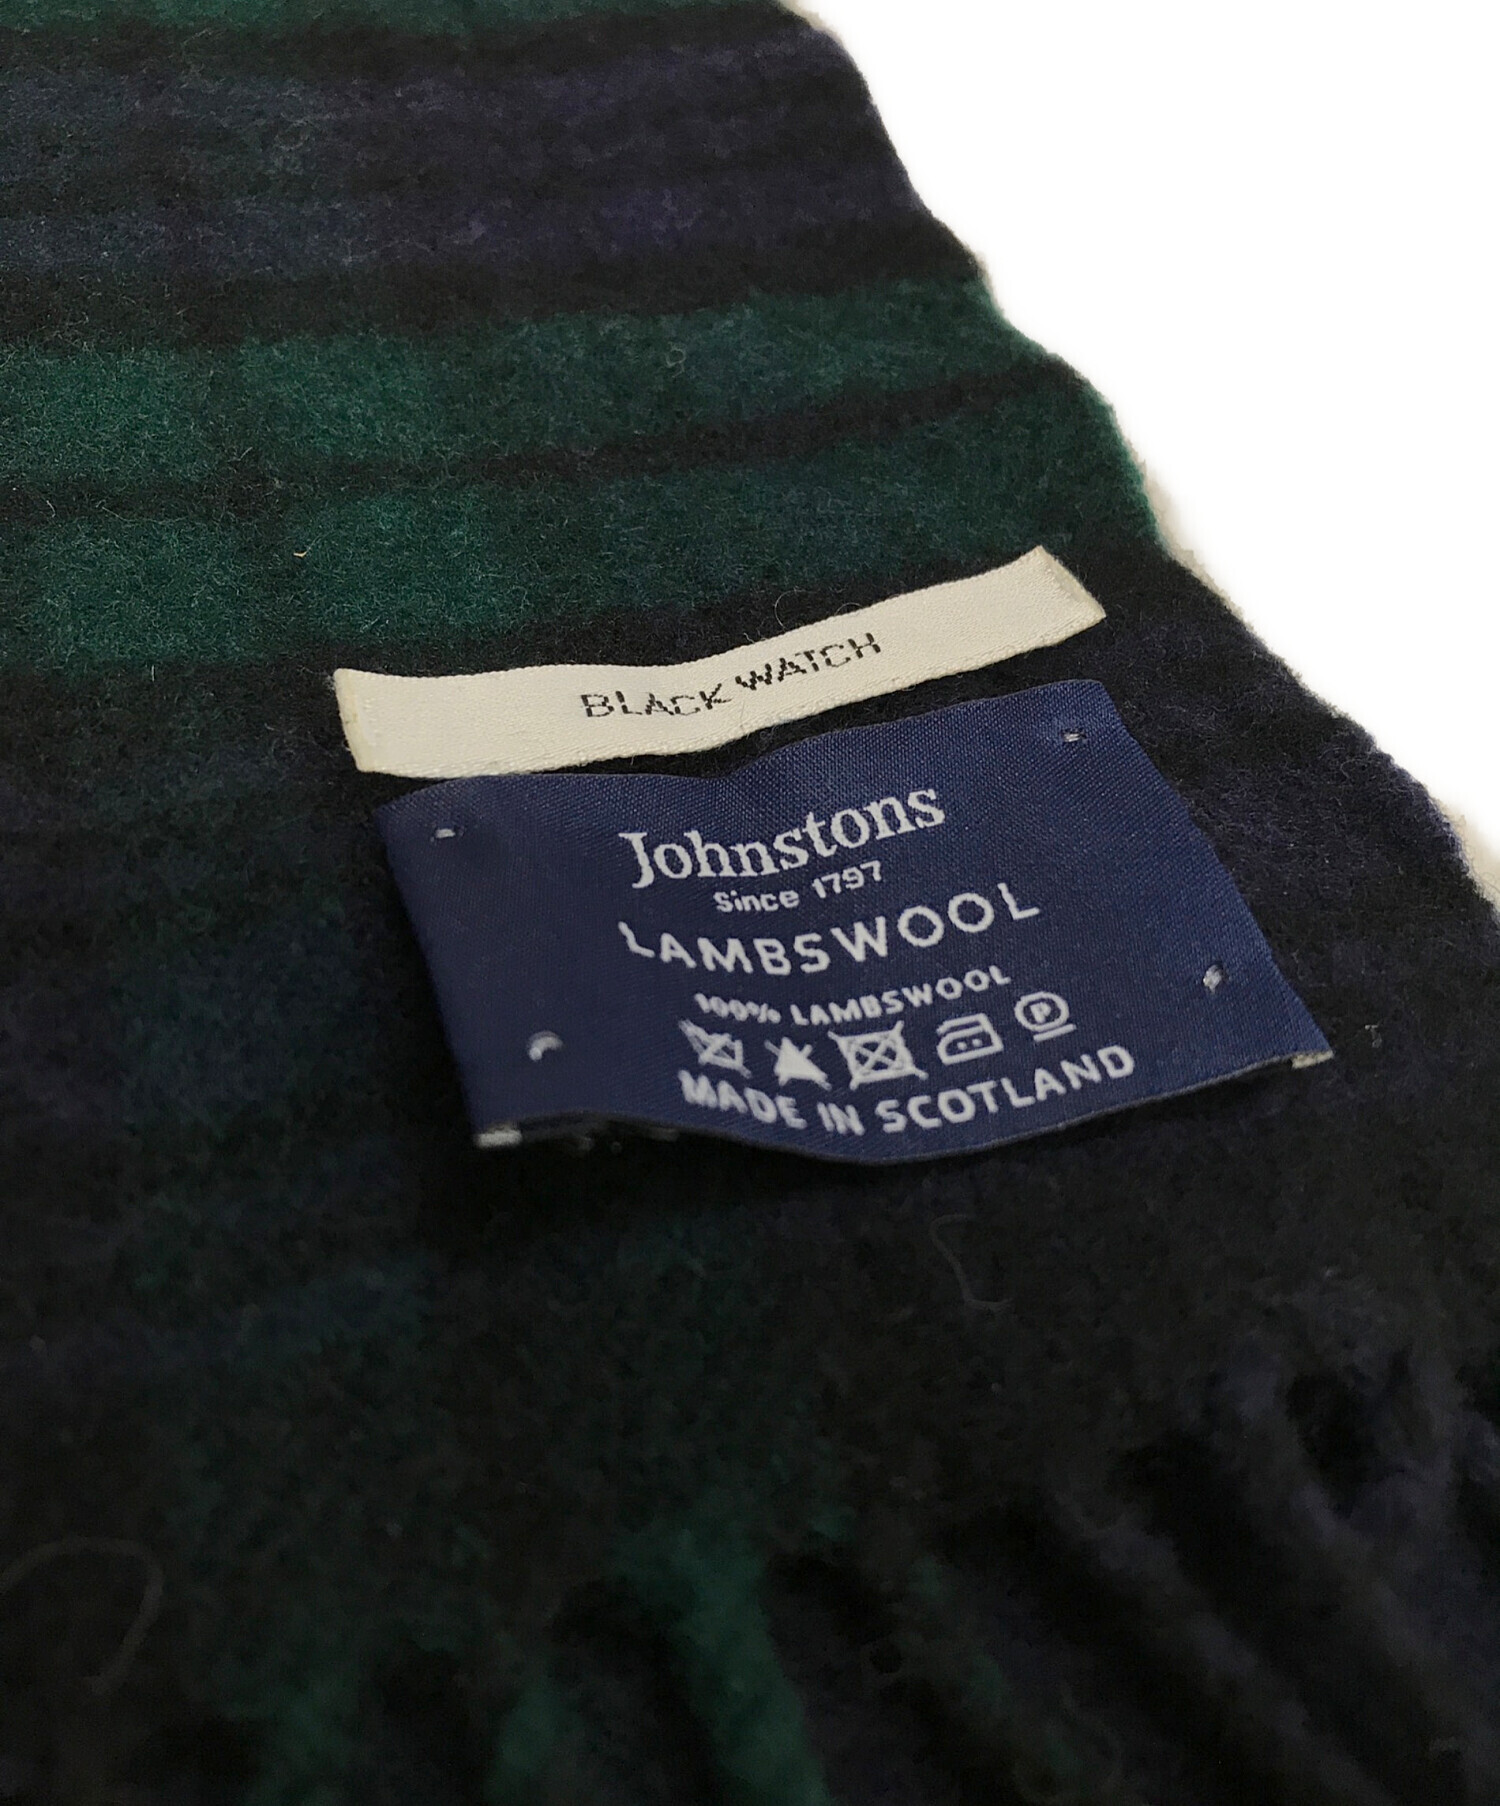 BLACK WATCH
Johnstons
Since 1797
LAMBSWOOL
100% LAMBSWOOL
P
MADE IN SCOTLAND